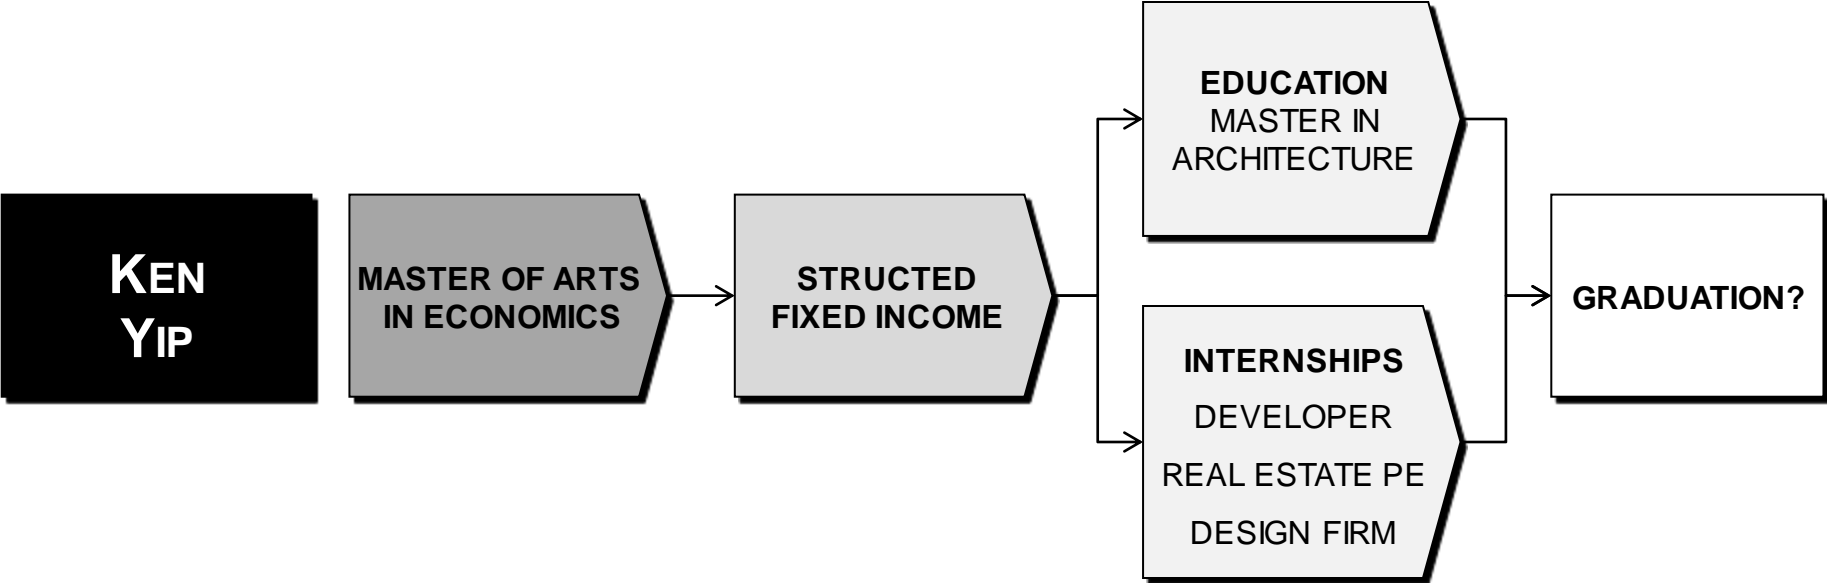 KEN
YIP
MASTER OF ARTS
IN ECONOMICS
STRUCTED
FIXED INCOME
EDUCATION
MASTER IN
ARCHITECTURE
INTERNSHIPS
DEVELOPER
REAL ESTATE PE
DESIGN FIRM
GRADUATION?